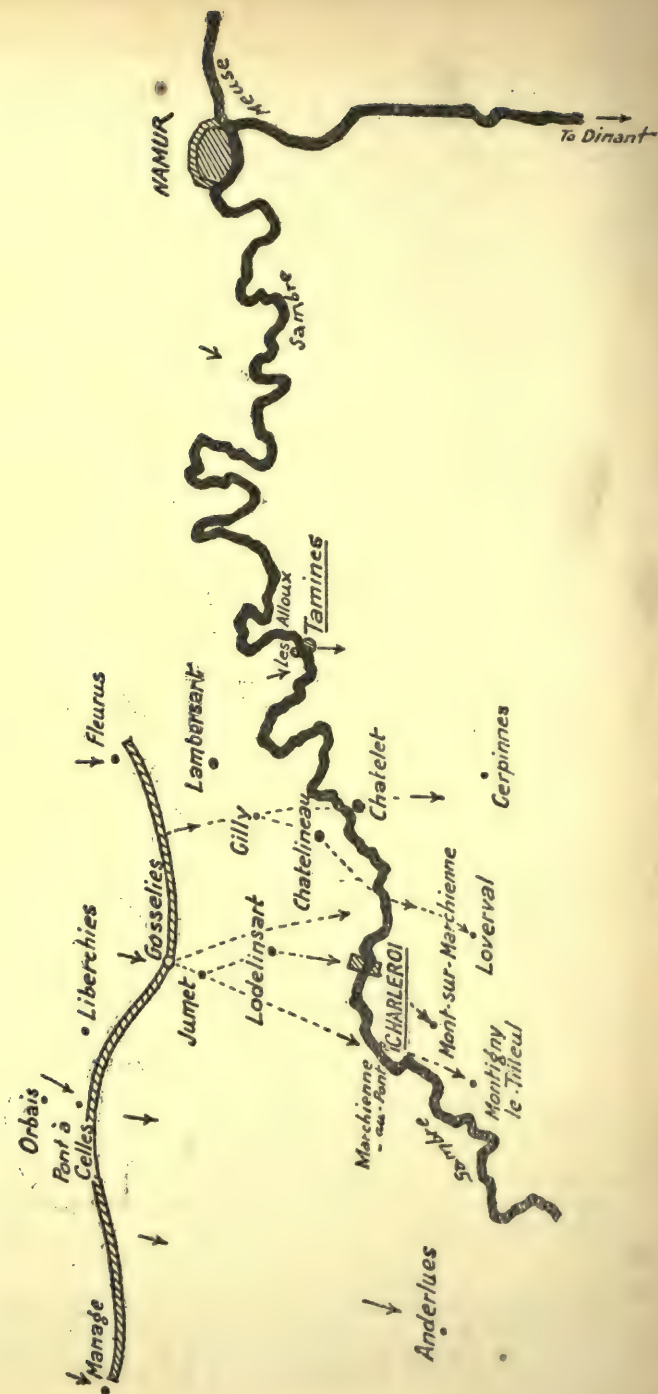 Manage
Orbais
Pont à
Celles
Liberchies
Gosselies
Fleurus
Lambersart
Jumet
Lodelinsart
Gilly
Chatelineau
Chatelet
Gerpinnes
Les Alloux
Tamines
NAMUR
Meuse
Sambre
To Dinant
Marchienne
-au-Pont
CHARLEROI
Mont-sur-Marchienne
Loverval
Montigny
le-Tilleul
Sambre
Anderlues